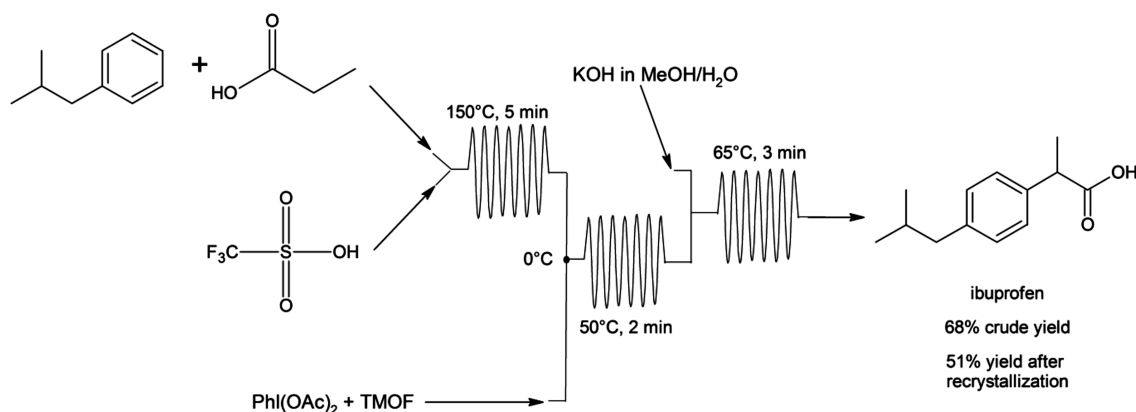 +
O
HO
150°C, 5 min
O
F₃C
S
OH
O
0°C
50°C, 2 min
PhI(OAc)₂ + TMOF
KOH in MeOH/H₂O
65°C, 3 min
OH
O
ibuprofen
68% crude yield
51% yield after
recrystallization